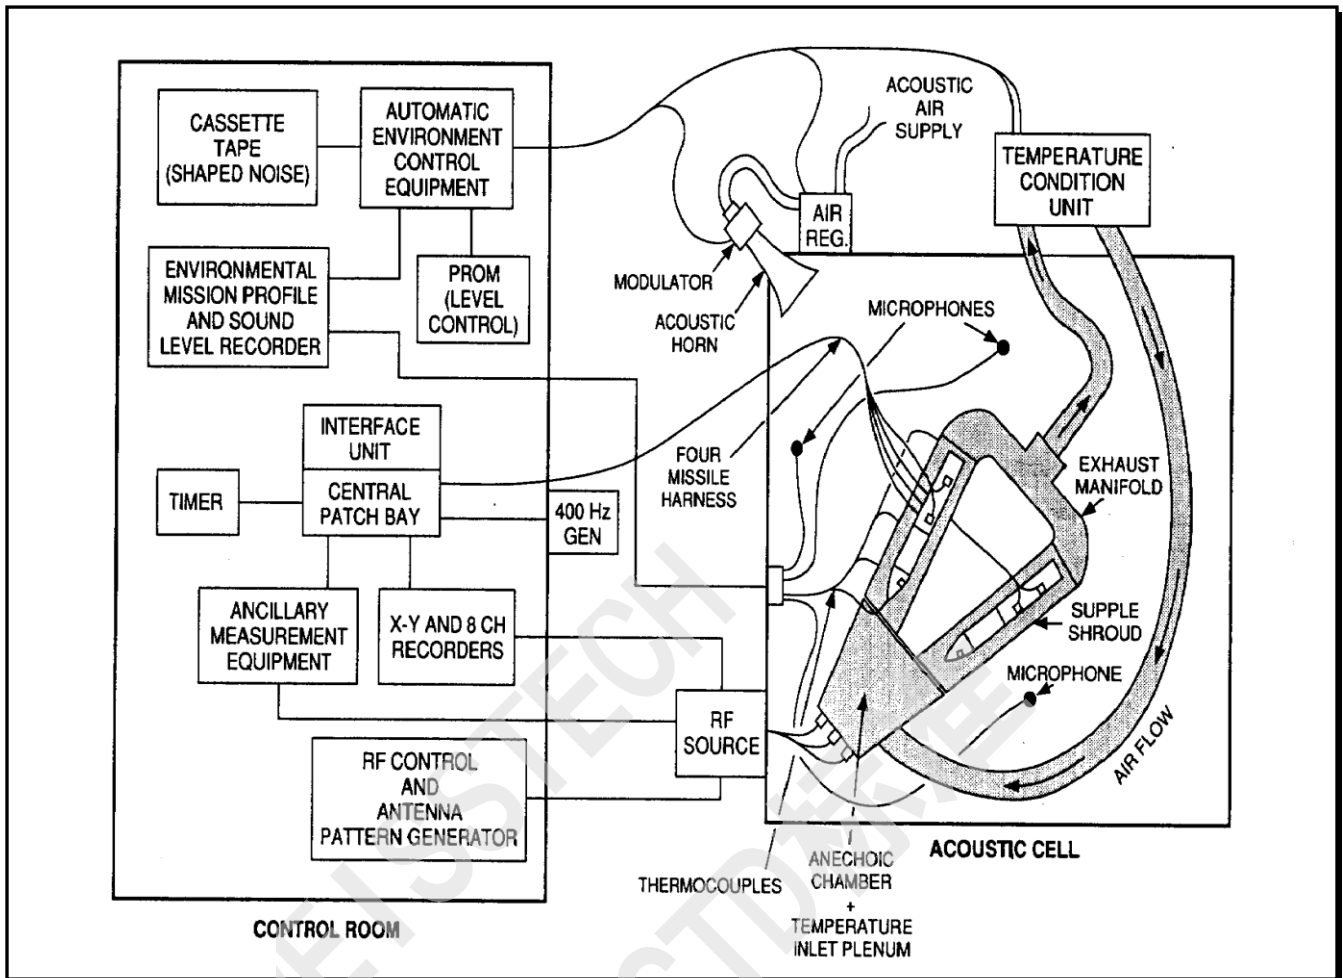 CASSETTE
TAPE
(SHAPED NOISE)
AUTOMATIC
ENVIRONMENT
CONTROL
EQUIPMENT
ENVIRONMENTAL
MISSION PROFILE
AND SOUND
LEVEL RECORDER
PROM
(LEVEL
CONTROL)
INTERFACE
UNIT
TIMER
CENTRAL
PATCH BAY
400 Hz
GEN
ANCILLARY
MEASUREMENT
EQUIPMENT
X-Y AND 8 CH
RECORDERS
RF
SOURCE
RF CONTROL
AND
ANTENNA
PATTERN GENERATOR
CONTROL ROOM
ACOUSTIC
AIR
SUPPLY
TEMPERATURE
CONDITION
UNIT
AIR
REG.
MODULATOR
ACOUSTIC
HORN
MICROPHONES
FOUR
MISSILE
HARNESS
EXHAUST
MANIFOLD
SUPPLE
SHROUD
MICROPHONE
AIR FLOW
ACOUSTIC CELL
THERMOCOUPLES
ANECHOIC
CHAMBER
+
TEMPERATURE
INLET PLENUM